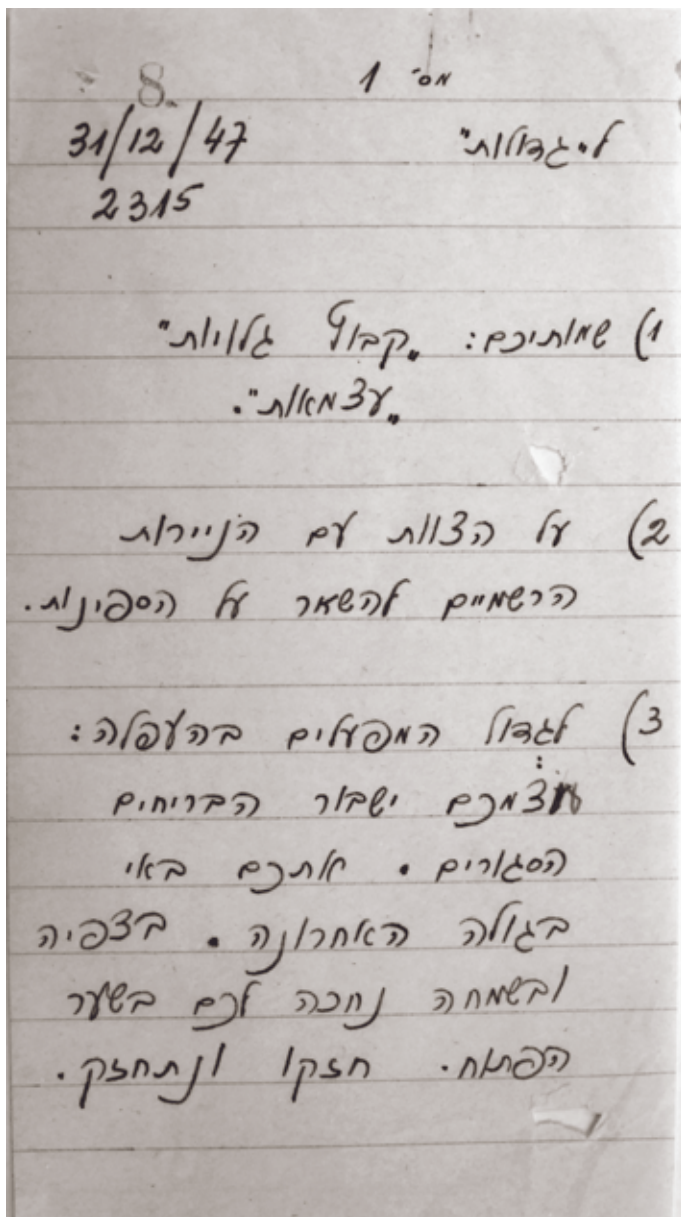 8.
מס' 1
31/12/47
ל"גדולות"
2315
1) שמותיכם: „קבוץ גלויות"
„עצמאות".
2) על הצוות עם הניירות
הרשמיים להשאר על הספינות.
3) לגדול המפעלים בהעפלה:
עצמכם ישבור הבריחים
הסגורים. אתכם באי
בגולה האחרונה. בצפיה
ובשמחה נחכה לכם בשער
הפתוח. חזקו ונתחזק.